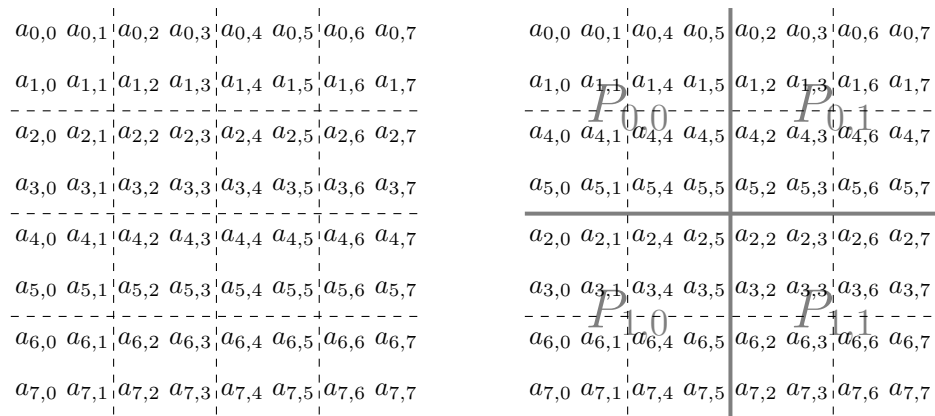 a0,0 a0,1 a0,2 a0,3 a0,4 a0,5 a0,6 a0,7
a1,0 a1,1 a1,2 a1,3 a1,4 a1,5 a1,6 a1,7
a2,0 a2,1 a2,2 a2,3 a2,4 a2,5 a2,6 a2,7
a3,0 a3,1 a3,2 a3,3 a3,4 a3,5 a3,6 a3,7
a4,0 a4,1 a4,2 a4,3 a4,4 a4,5 a4,6 a4,7
a5,0 a5,1 a5,2 a5,3 a5,4 a5,5 a5,6 a5,7
a6,0 a6,1 a6,2 a6,3 a6,4 a6,5 a6,6 a6,7
a7,0 a7,1 a7,2 a7,3 a7,4 a7,5 a7,6 a7,7
a0,0 a0,1 a0,4 a0,5 a0,2 a0,3 a0,6 a0,7
a1,0 a1,1 a1,4 a1,5 a1,2 a1,3 a1,6 a1,7
P0,0 P0,1
a4,0 a4,1 a4,4 a4,5 a4,2 a4,3 a4,6 a4,7
a5,0 a5,1 a5,4 a5,5 a5,2 a5,3 a5,6 a5,7
a2,0 a2,1 a2,4 a2,5 a2,2 a2,3 a2,6 a2,7
a3,0 a3,1 a3,4 a3,5 a3,2 a3,3 a3,6 a3,7
P1,0 P1,1
a6,0 a6,1 a6,4 a6,5 a6,2 a6,3 a6,6 a6,7
a7,0 a7,1 a7,4 a7,5 a7,2 a7,3 a7,6 a7,7